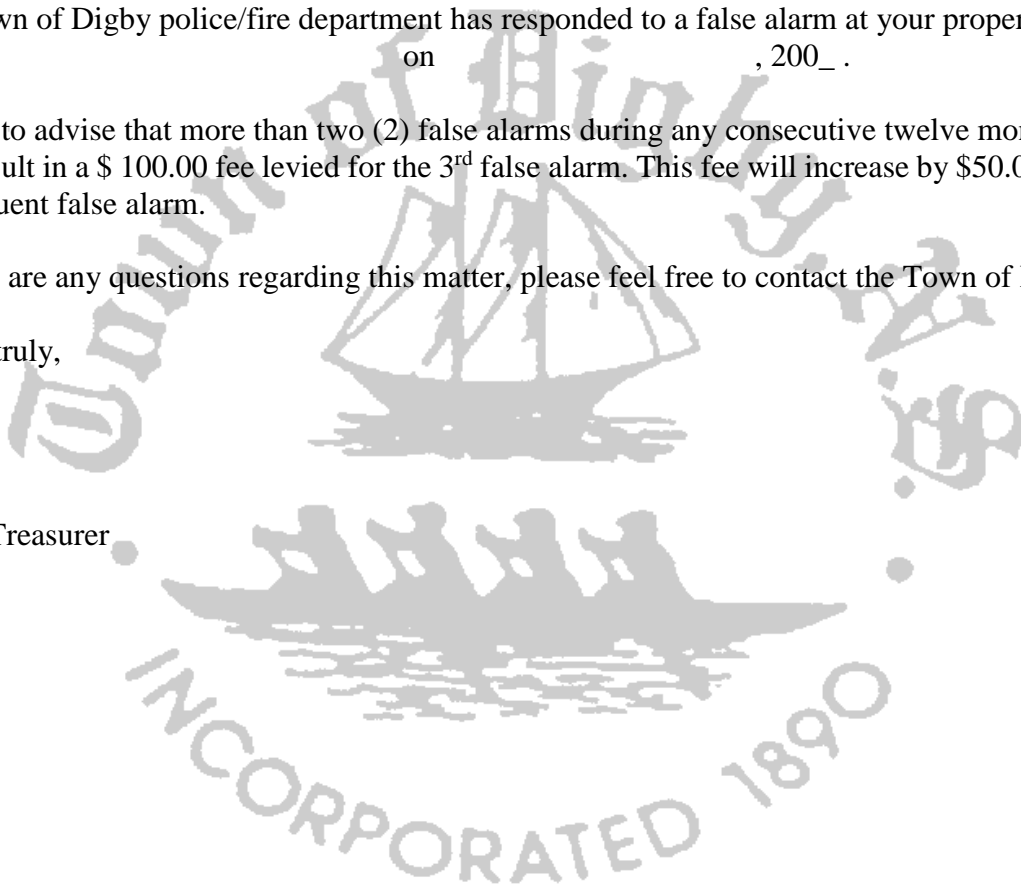 wn of Digby police/fire department has responded to a false alarm at your proper
on , 200_ .
to advise that more than two (2) false alarms during any consecutive twelve mo
ult in a $ 100.00 fee levied for the 3rd false alarm. This fee will increase by $50.0
uent false alarm.
are any questions regarding this matter, please feel free to contact the Town of
truly,
Treasurer
Town of Digby, N.S.
INCORPORATED 1890